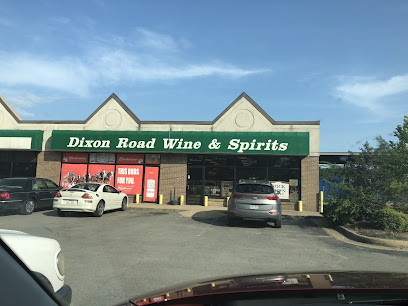 Dixon Road Wine & Spirits
THIS BUDS
FOR YOU.